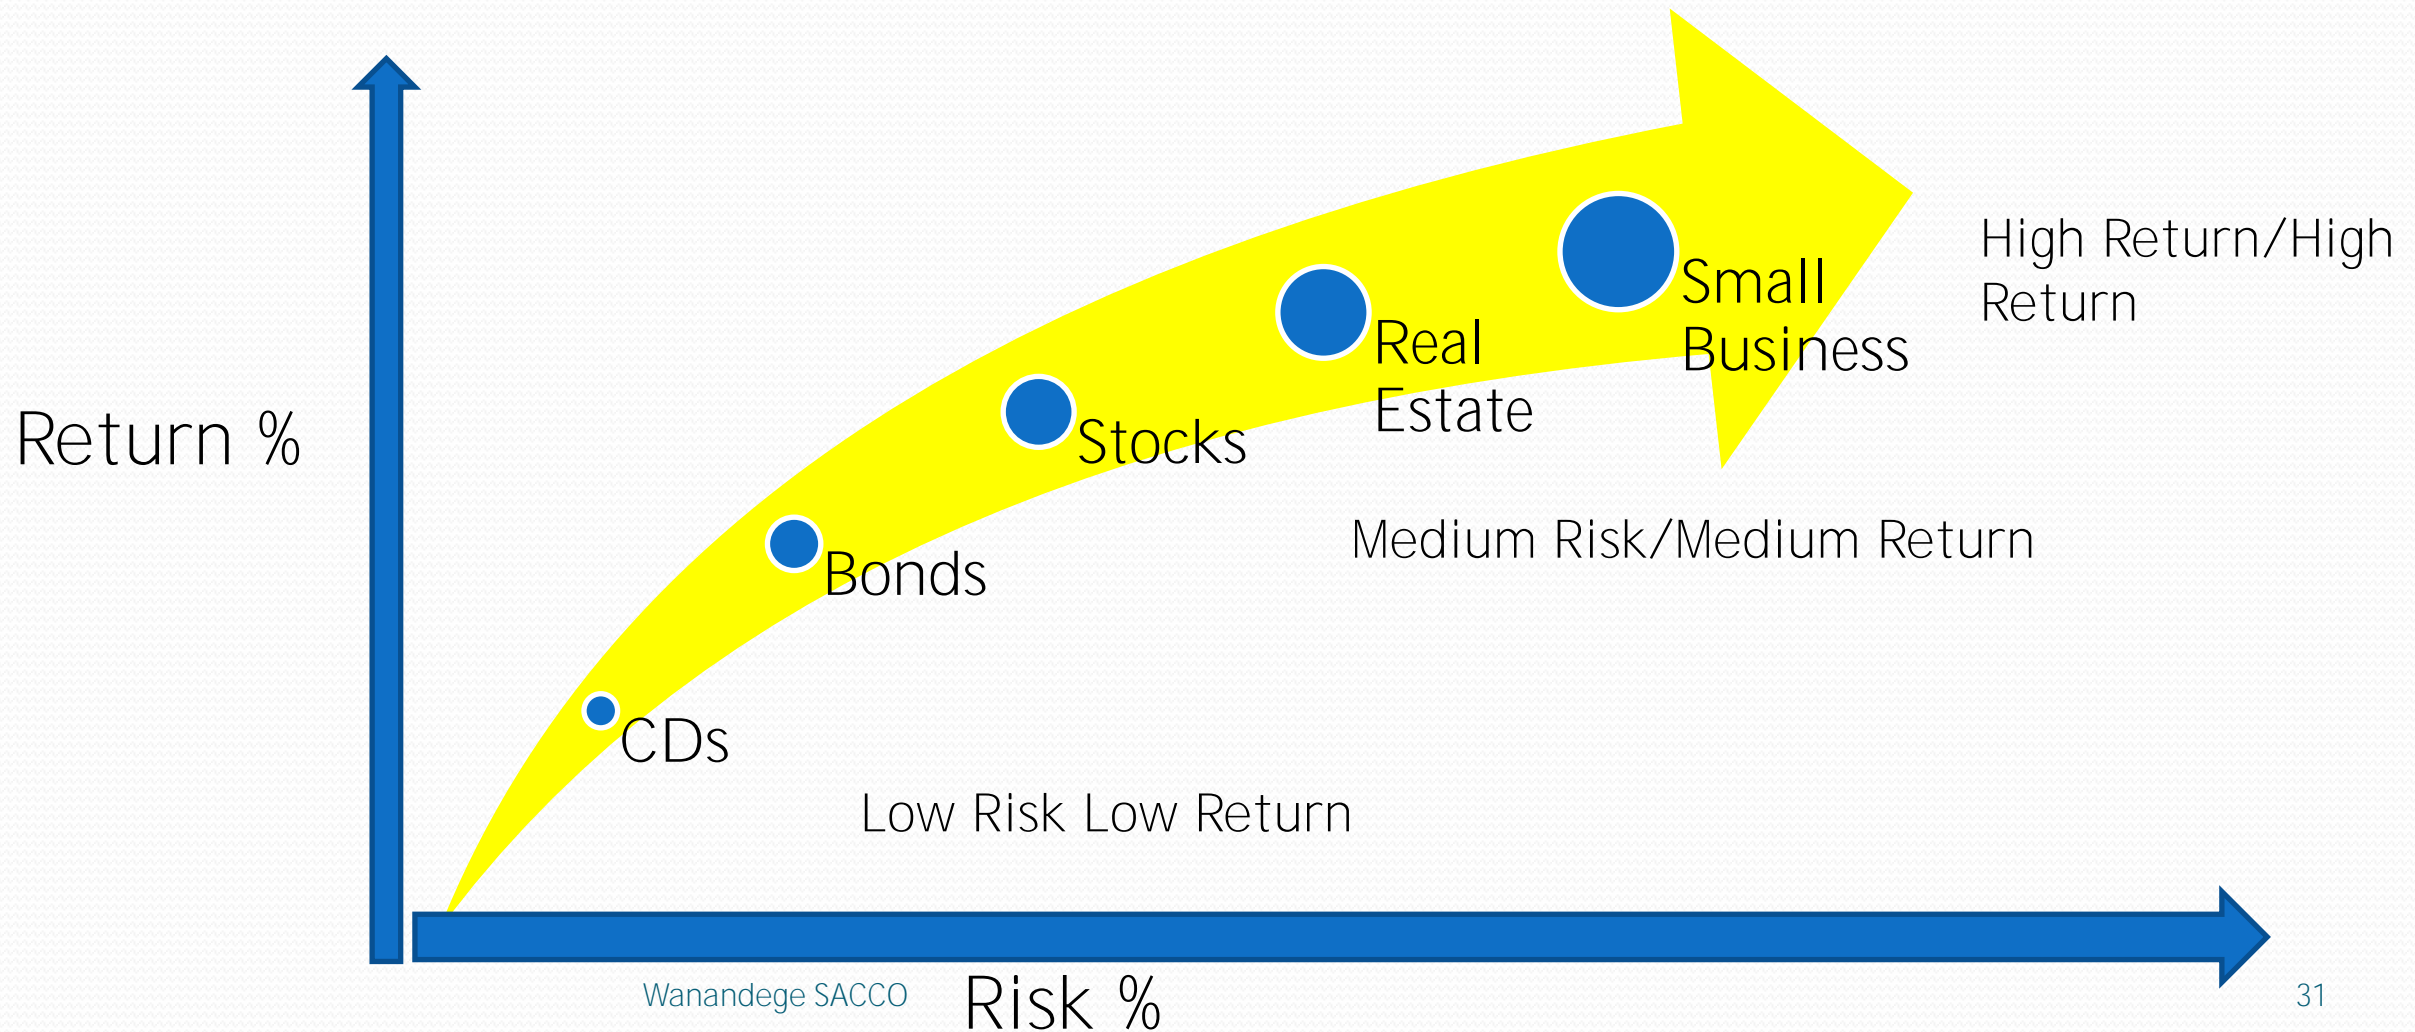 High Return/High
Return
Small
Business
Real
Estate
Return %
Stocks
Medium Risk/Medium Return
Bonds
CDs
Low Risk Low Return
Wanandege SACCO
Risk %
31